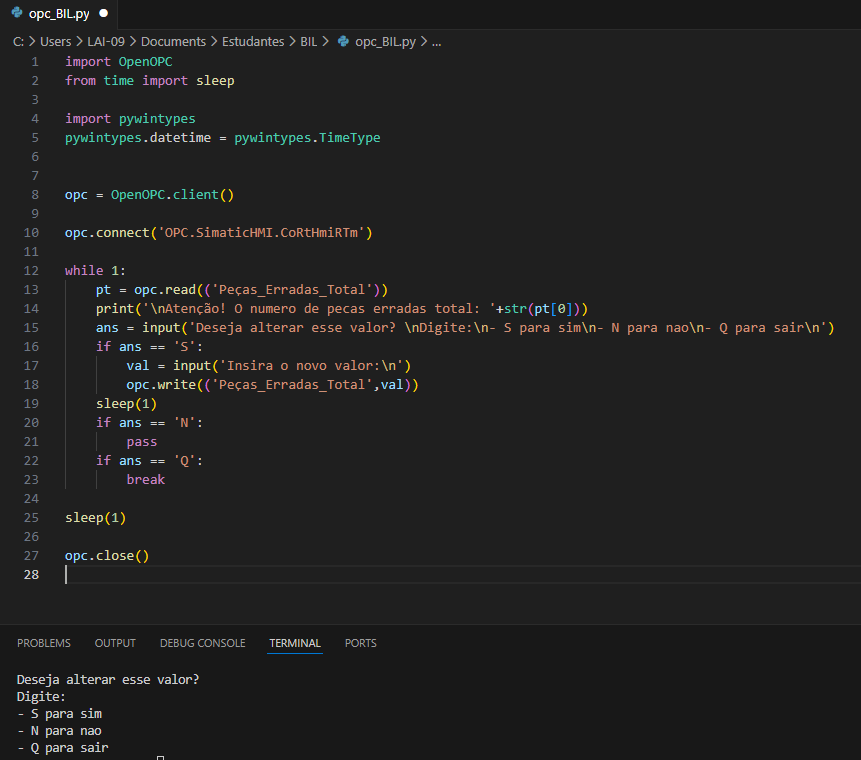 opc_BIL.py
C: > Users > LAI-09 > Documents > Estudantes > BIL > opc_BIL.py > ...
1 import OpenOPC
2 from time import sleep
3
4 import pywintypes
5 pywintypes.datetime = pywintypes.TimeType
6
7
8 opc = OpenOPC.client()
9
10 opc.connect('OPC.SimaticHMI.CoRtHmiRTm')
11
12 while 1:
13     pt = opc.read(('Peças_Erradas_Total'))
14     print('\nAtenção! O numero de pecas erradas total: '+str(pt[0]))
15     ans = input('Deseja alterar esse valor? \nDigite:\n- S para sim\n- N para nao\n- Q para sair\n')
16     if ans == 'S':
17         val = input('Insira o novo valor:\n')
18         opc.write(('Peças_Erradas_Total',val))
19     sleep(1)
20     if ans == 'N':
21         pass
22     if ans == 'Q':
23         break
24
25 sleep(1)
26
27 opc.close()
28
PROBLEMS OUTPUT DEBUG CONSOLE TERMINAL PORTS
Deseja alterar esse valor?
Digite:
- S para sim
- N para nao
- Q para sair